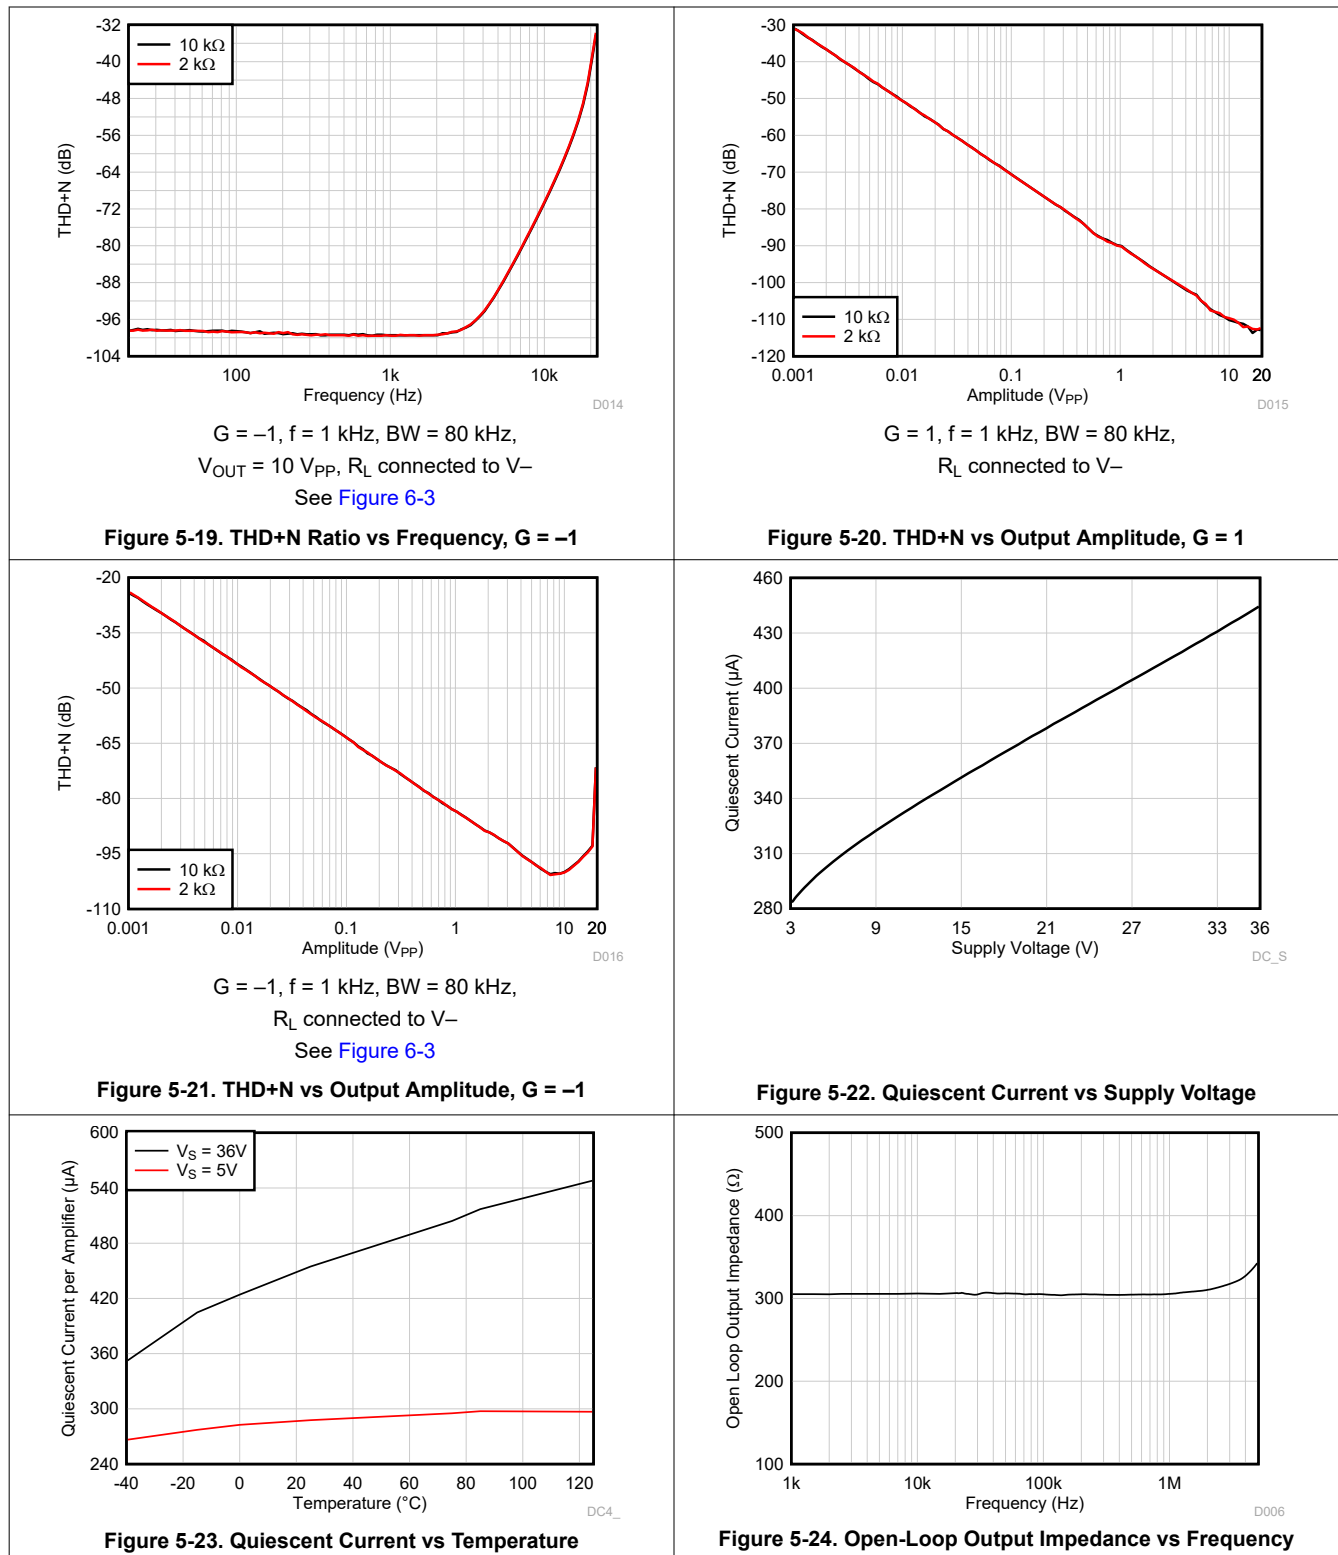 -32
-40
-48
-56
-64
-72
-80
-88
-96
-104
THD+N (dB)
10 kΩ
2 kΩ
100
1k
10k
Frequency (Hz)
D014
G = –1, f = 1 kHz, BW = 80 kHz,
VOUT = 10 VPP, RL connected to V–
See Figure 6-3
Figure 5-19. THD+N Ratio vs Frequency, G = –1
-30
-40
-50
-60
-70
-80
-90
-100
-110
-120
THD+N (dB)
10 kΩ
2 kΩ
0.001
0.01
0.1
1
10
20
Amplitude (VPP)
D015
G = 1, f = 1 kHz, BW = 80 kHz,
RL connected to V–
Figure 5-20. THD+N vs Output Amplitude, G = 1
-20
-35
-50
-65
-80
-95
-110
THD+N (dB)
10 kΩ
2 kΩ
0.001
0.01
0.1
1
10
20
Amplitude (VPP)
D016
G = –1, f = 1 kHz, BW = 80 kHz,
RL connected to V–
See Figure 6-3
Figure 5-21. THD+N vs Output Amplitude, G = –1
460
430
400
370
340
310
280
Quiescent Current (µA)
3
9
15
21
27
33
36
Supply Voltage (V)
DC_S
Figure 5-22. Quiescent Current vs Supply Voltage
600
540
480
420
360
300
240
Quiescent Current per Amplifier (µA)
VS = 36V
VS = 5V
-40
-20
0
20
40
60
80
100
120
Temperature (°C)
DC4_
Figure 5-23. Quiescent Current vs Temperature
500
400
300
200
100
Open Loop Output Impedance (Ω)
1k
10k
100k
1M
Frequency (Hz)
D006
Figure 5-24. Open-Loop Output Impedance vs Frequency